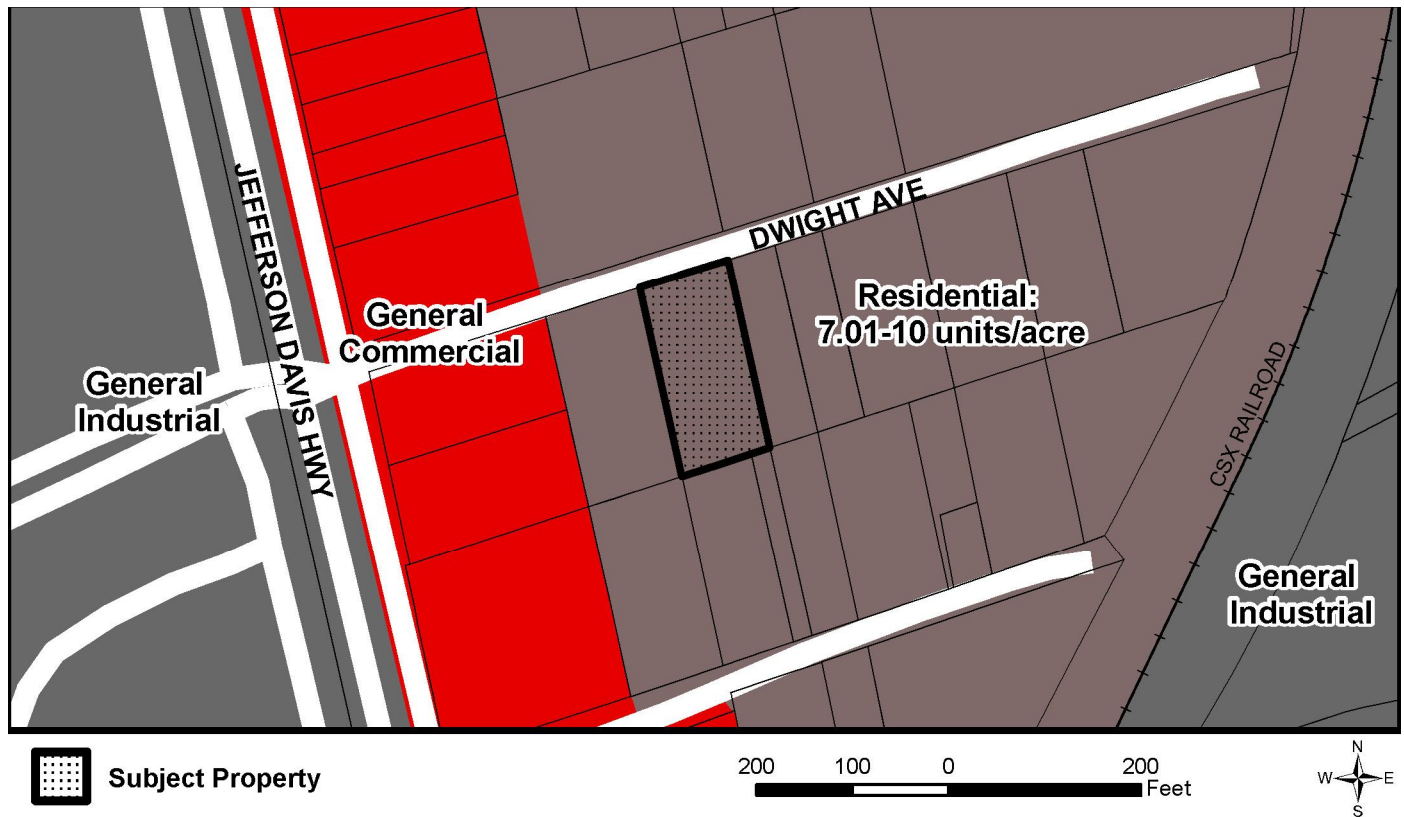 JEFFERSON DAVIS HWY
DWIGHT AVE
General
Commercial
Residential:
7.01-10 units/acre
General
Industrial
CSX RAILROAD
General
Industrial
Subject Property
200 100 0 200
Feet
N
W E
S